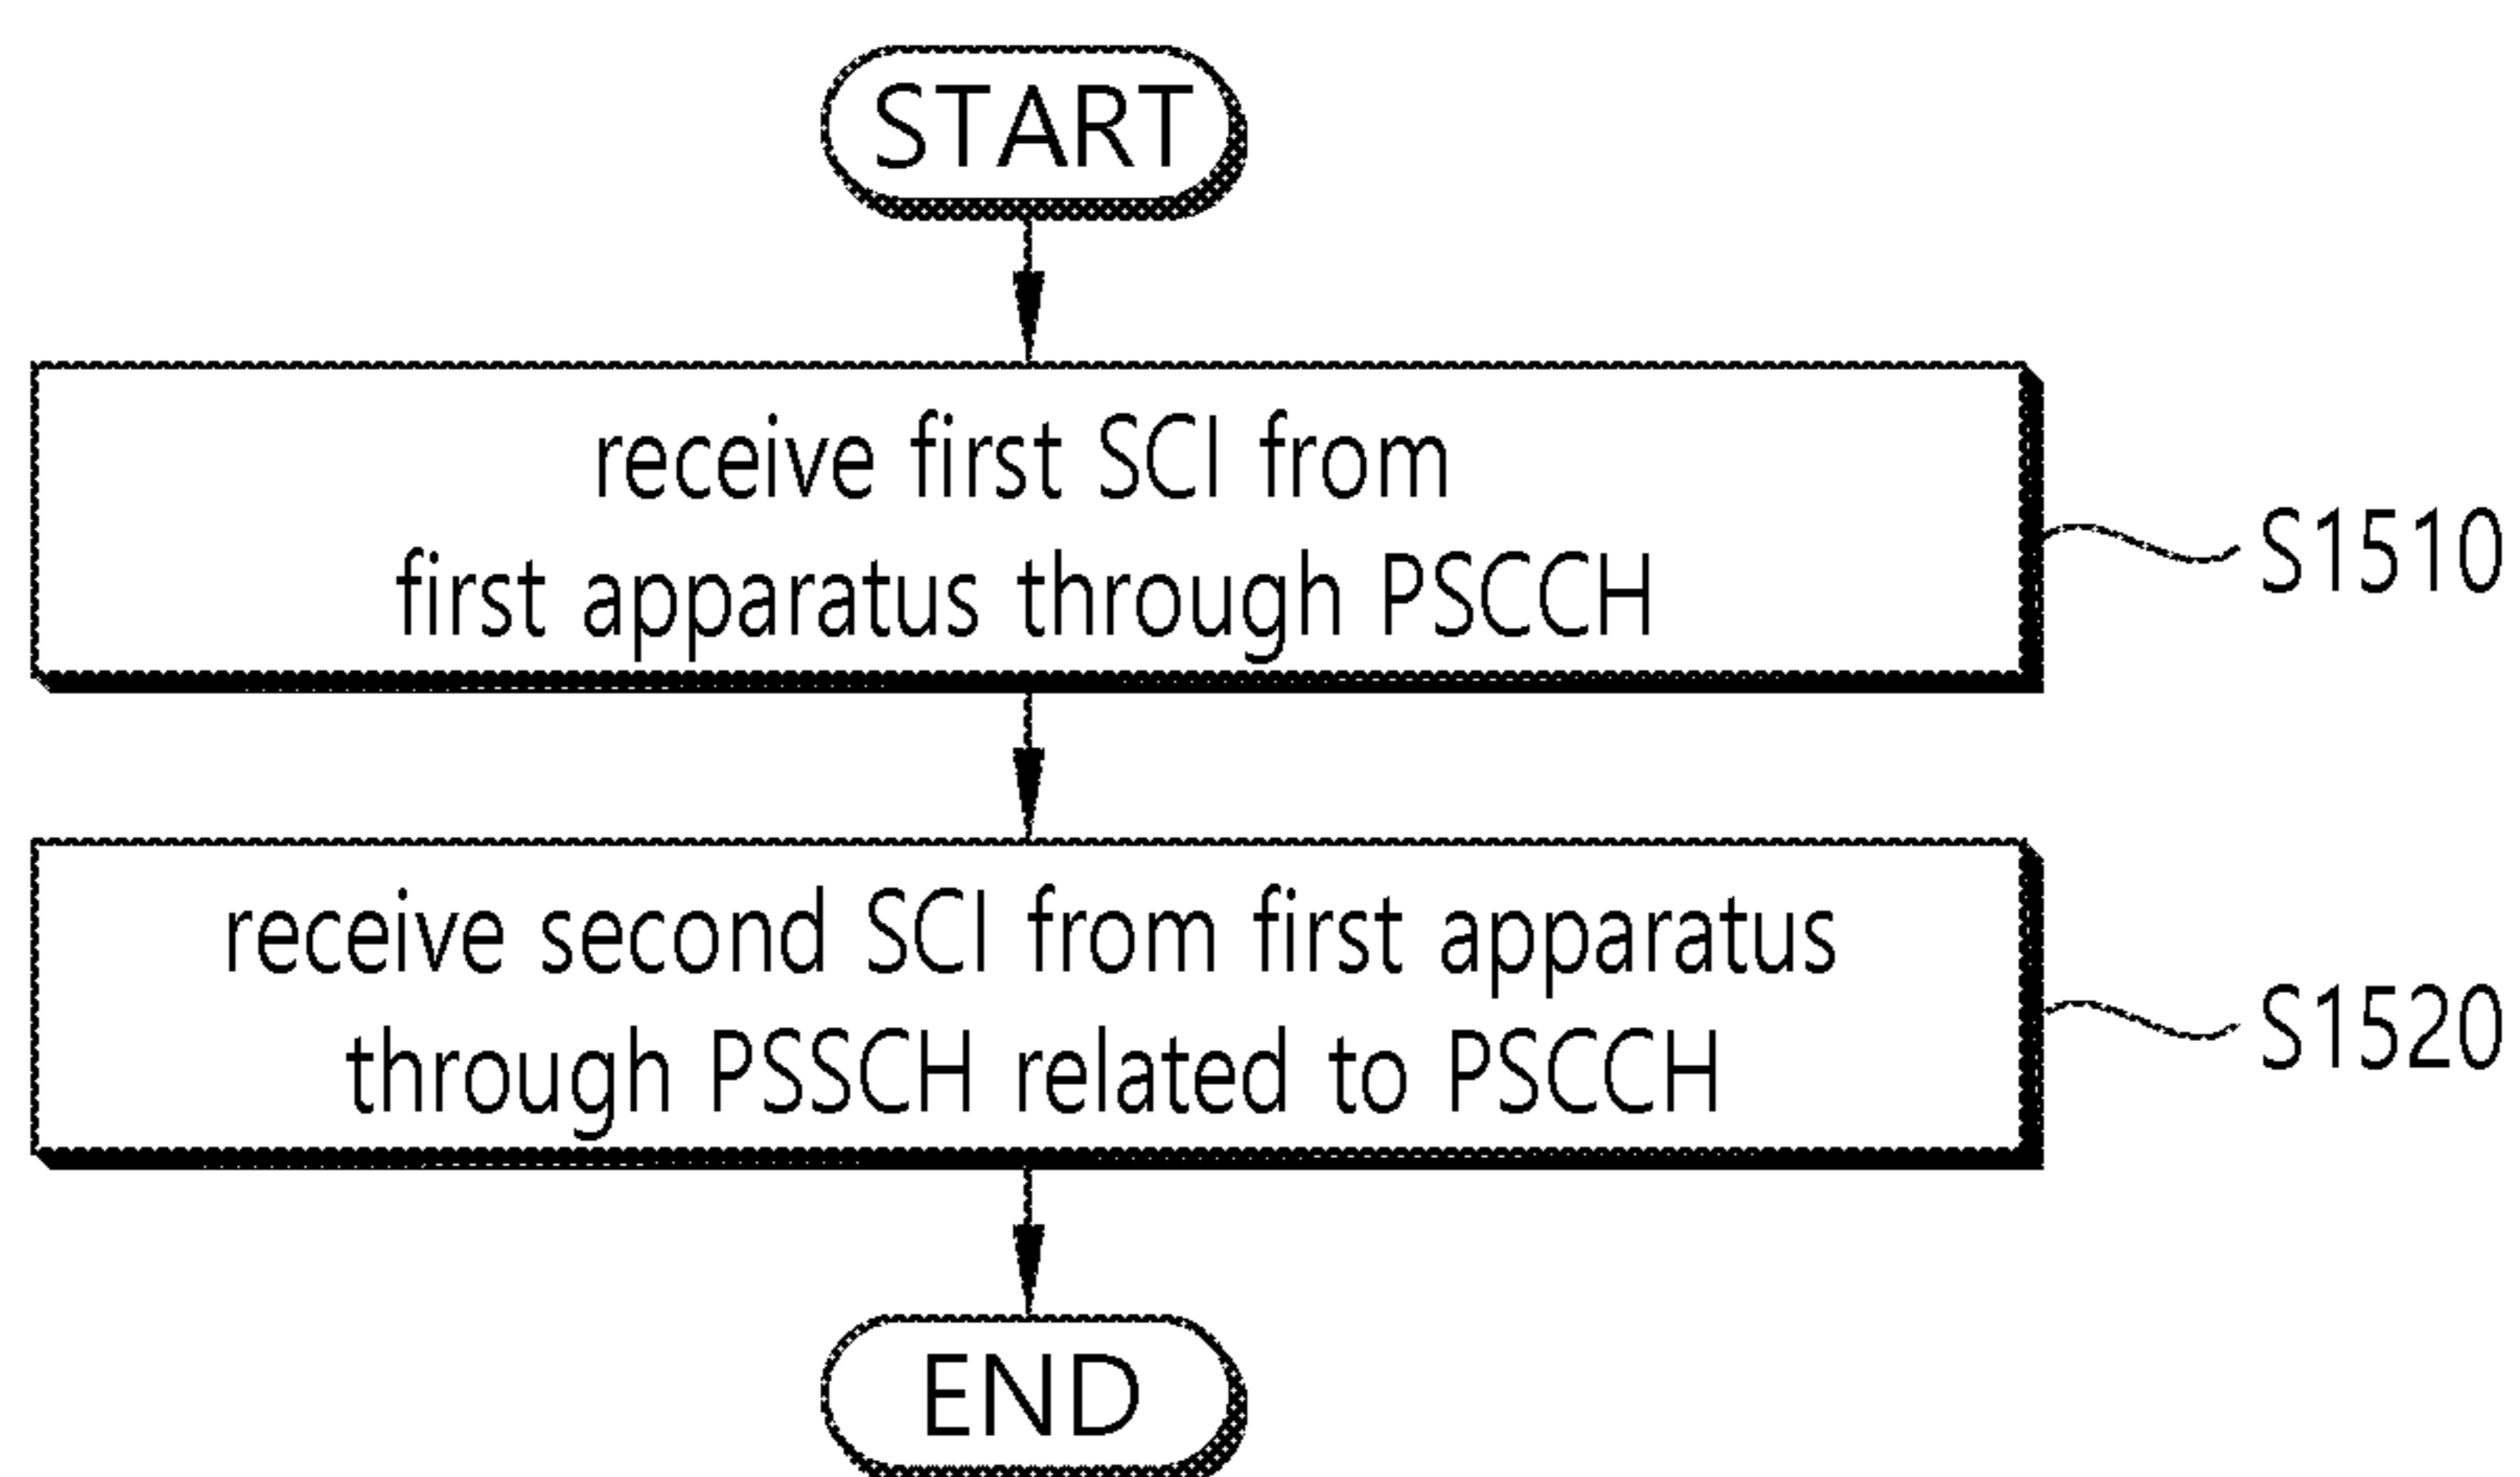 START
receive first SCI from
first apparatus through PSCCH
S1510
receive second SCI from first apparatus
through PSSCH related to PSCCH
S1520
END